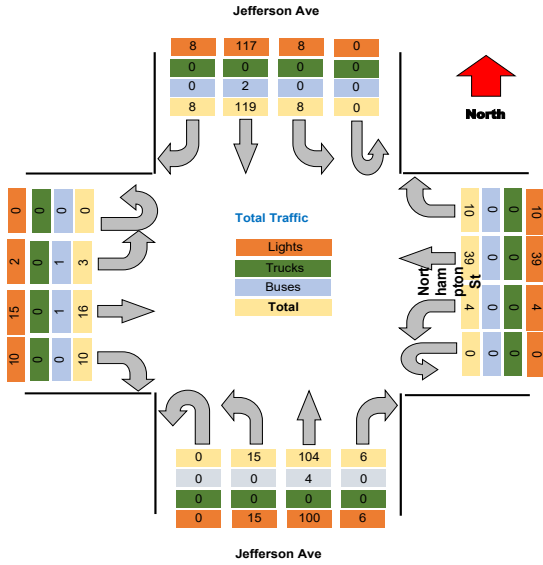 Jefferson Ave
8 117 8 0
0 0 0 0
0 2 0 0
8 119 8 0
North
0 0 0 0
2 0 1 3
15 0 1 16
10 0 0 10
Total Traffic
Lights
Trucks
Buses
Total
10 0 0 10
39 0 0 39
4 0 0 4
0 0 0 0
Nort
ham
pton
St
0 15 104 6
0 0 4 0
0 0 0 0
0 15 100 6
Jefferson Ave